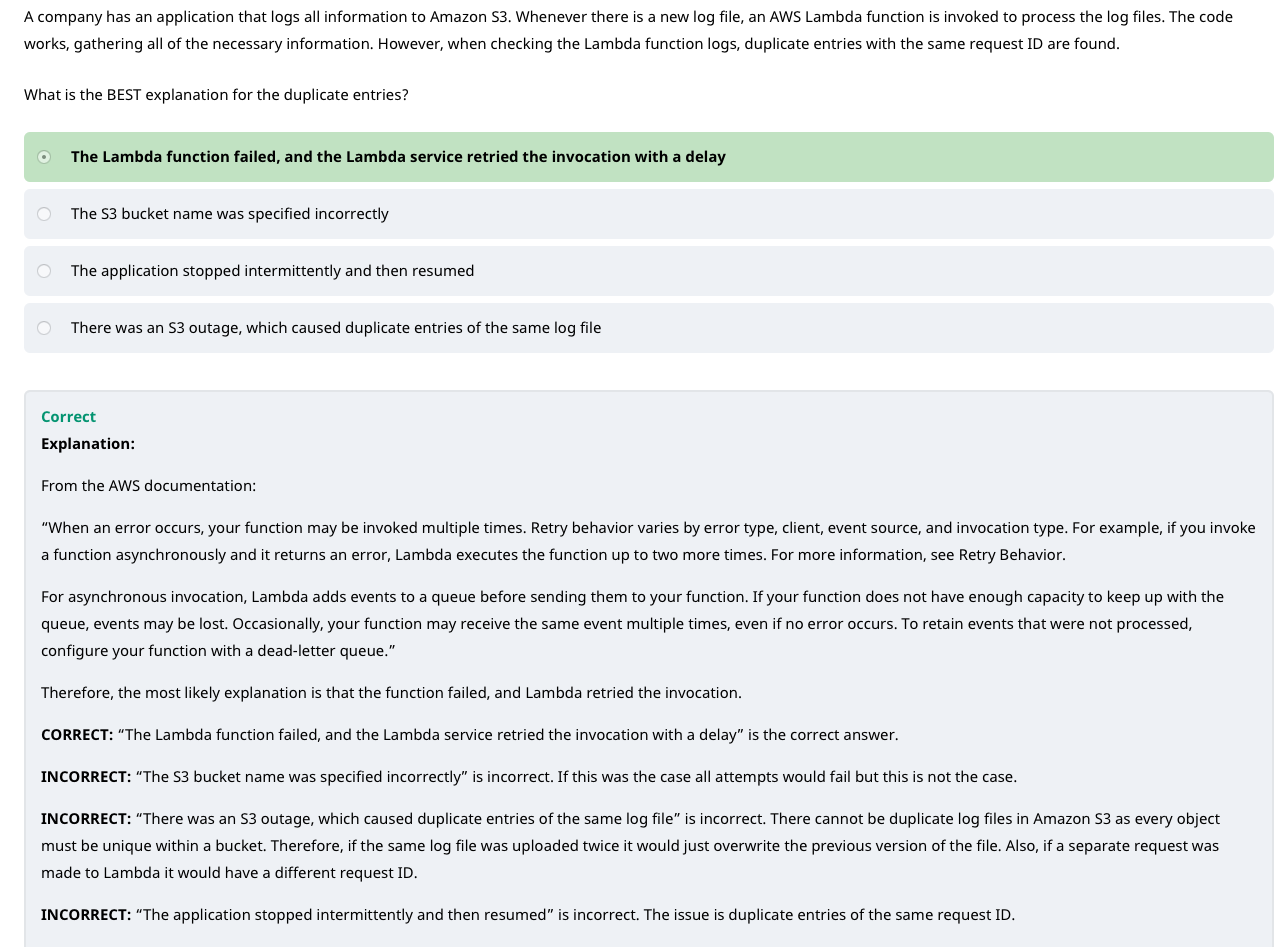 A company has an application that logs all information to Amazon S3. Whenever there is a new log file, an AWS Lambda function is invoked to process the log files. The code
works, gathering all of the necessary information. However, when checking the Lambda function logs, duplicate entries with the same request ID are found.
What is the BEST explanation for the duplicate entries?
The Lambda function failed, and the Lambda service retried the invocation with a delay
The S3 bucket name was specified incorrectly
The application stopped intermittently and then resumed
There was an S3 outage, which caused duplicate entries of the same log file
Correct
Explanation:
From the AWS documentation:
“When an error occurs, your function may be invoked multiple times. Retry behavior varies by error type, client, event source, and invocation type. For example, if you invoke
a function asynchronously and it returns an error, Lambda executes the function up to two more times. For more information, see Retry Behavior.
For asynchronous invocation, Lambda adds events to a queue before sending them to your function. If your function does not have enough capacity to keep up with the
queue, events may be lost. Occasionally, your function may receive the same event multiple times, even if no error occurs. To retain events that were not processed,
configure your function with a dead-letter queue.”
Therefore, the most likely explanation is that the function failed, and Lambda retried the invocation.
CORRECT: “The Lambda function failed, and the Lambda service retried the invocation with a delay” is the correct answer.
INCORRECT: “The S3 bucket name was specified incorrectly” is incorrect. If this was the case all attempts would fail but this is not the case.
INCORRECT: “There was an S3 outage, which caused duplicate entries of the same log file” is incorrect. There cannot be duplicate log files in Amazon S3 as every object
must be unique within a bucket. Therefore, if the same log file was uploaded twice it would just overwrite the previous version of the file. Also, if a separate request was
made to Lambda it would have a different request ID.
INCORRECT: “The application stopped intermittently and then resumed” is incorrect. The issue is duplicate entries of the same request ID.